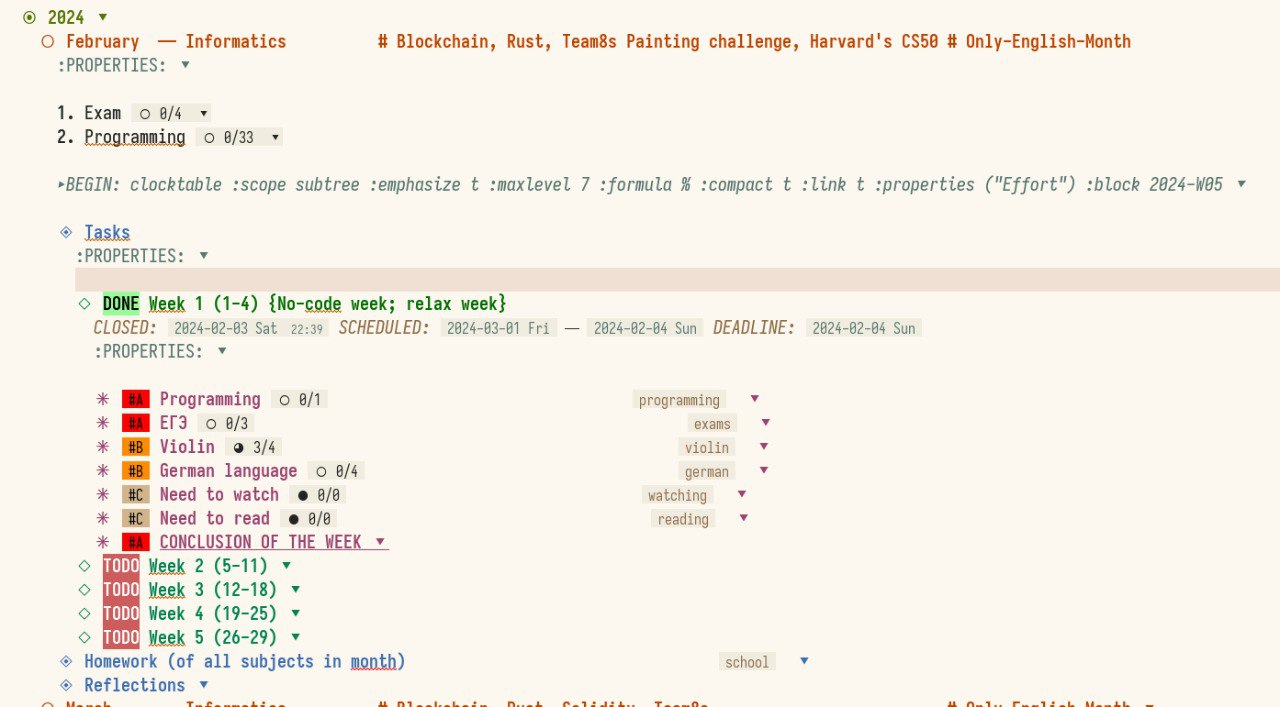 2024
February — Informatics # Blockchain, Rust, Team8s Painting challenge, Harvard's CS50 # Only-English-Month
:PROPERTIES:
1. Exam 0/4
2. Programming 0/33
BEGIN: clocktable :scope subtree :emphasize t :maxlevel 7 :formula % :compact t :link t :properties ("Effort") :block 2024-W05
Tasks
:PROPERTIES:
DONE Week 1 (1-4) {No-code week; relax week}
CLOSED: 2024-02-03 Sat 22:39 SCHEDULED: 2024-03-01 Fri — 2024-02-04 Sun DEADLINE: 2024-02-04 Sun
:PROPERTIES:
#A Programming 0/1 programming
#A ЕГЭ 0/3 exams
#B Violin 3/4 violin
#B German language 0/4 german
#C Need to watch 0/0 watching
#C Need to read 0/0 reading
#A CONCLUSION OF THE WEEK
TODO Week 2 (5-11)
TODO Week 3 (12-18)
TODO Week 4 (19-25)
TODO Week 5 (26-29)
Homework (of all subjects in month) school
Reflections
March Informatics # Blockchain, Rust, Solidity, Team8s # Only-English-Month